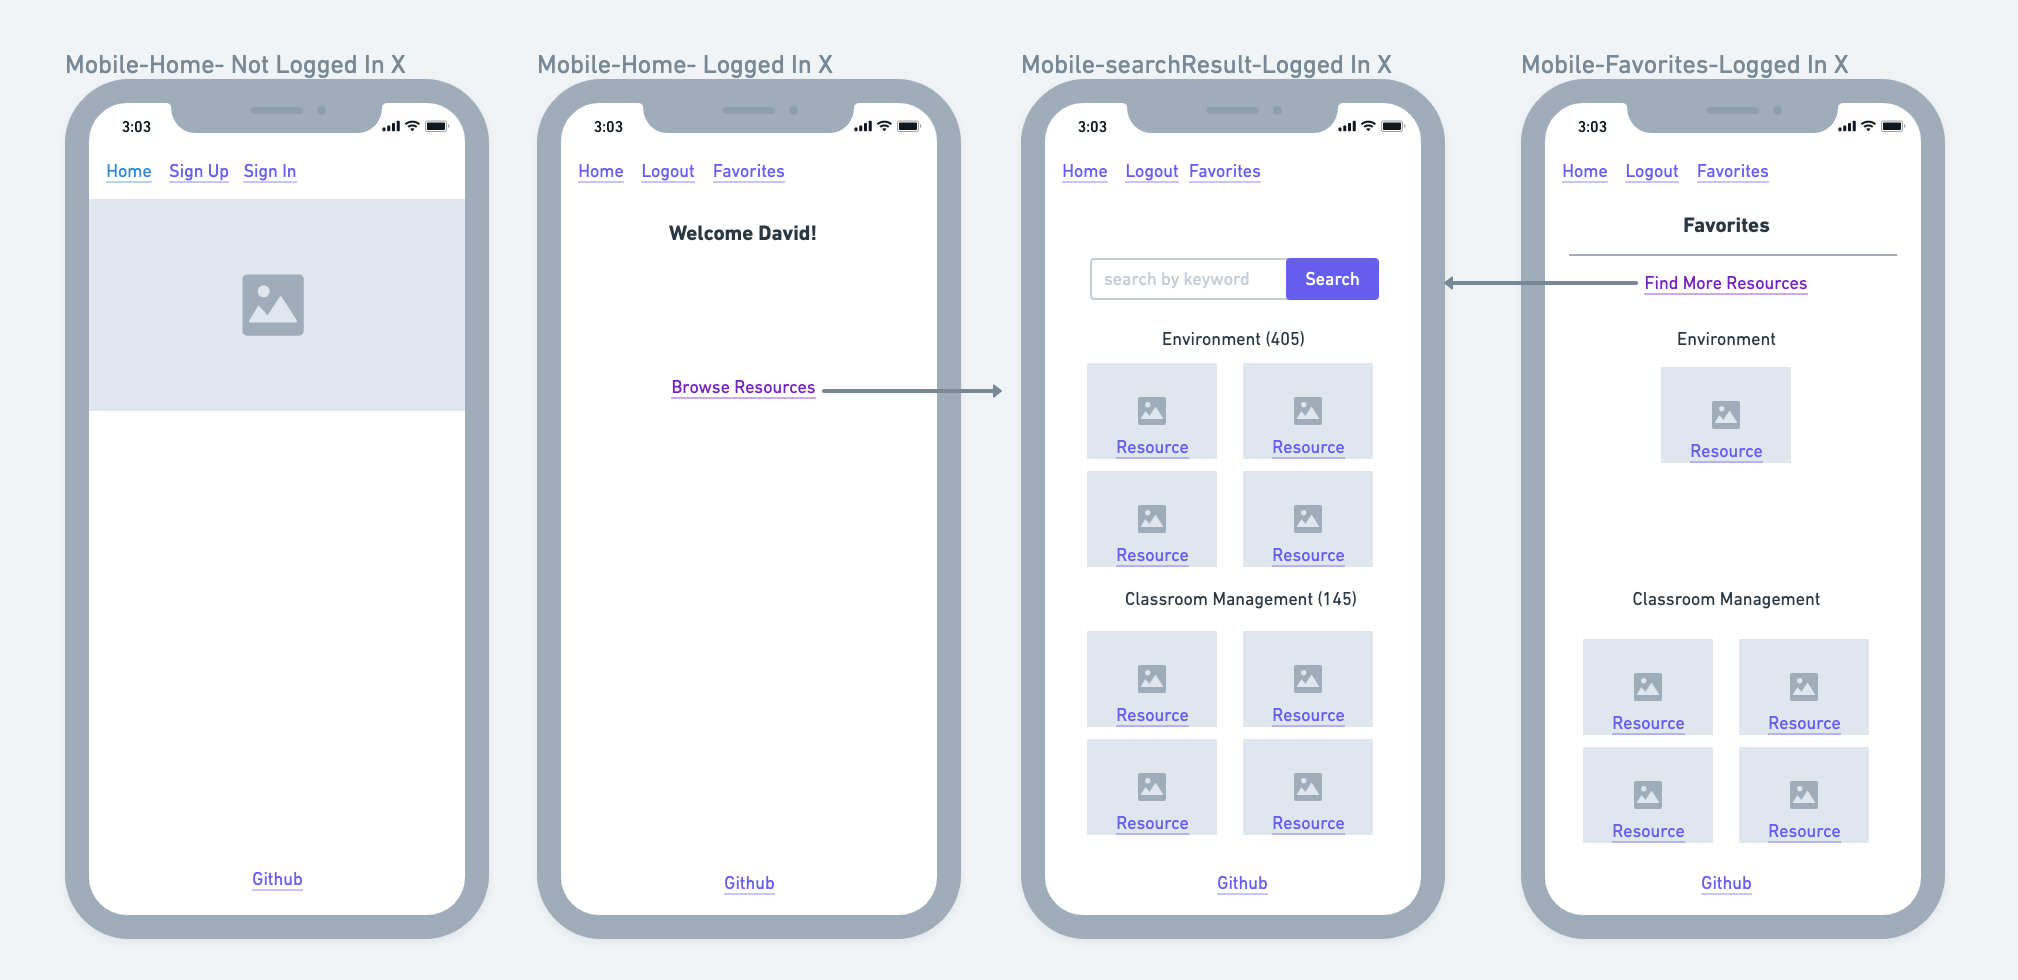 Mobile-Home- Not Logged In X
3:03
Home Sign Up Sign In
Github
Mobile-Home- Logged In X
3:03
Home Logout Favorites
Welcome David!
Browse Resources
Github
Mobile-searchResult-Logged In X
3:03
Home Logout Favorites
search by keyword Search
Environment (405)
Resource Resource
Resource Resource
Classroom Management (145)
Resource Resource
Resource Resource
Github
Mobile-Favorites-Logged In X
3:03
Home Logout Favorites
Favorites
Find More Resources
Environment
Resource
Classroom Management
Resource Resource
Resource Resource
Github